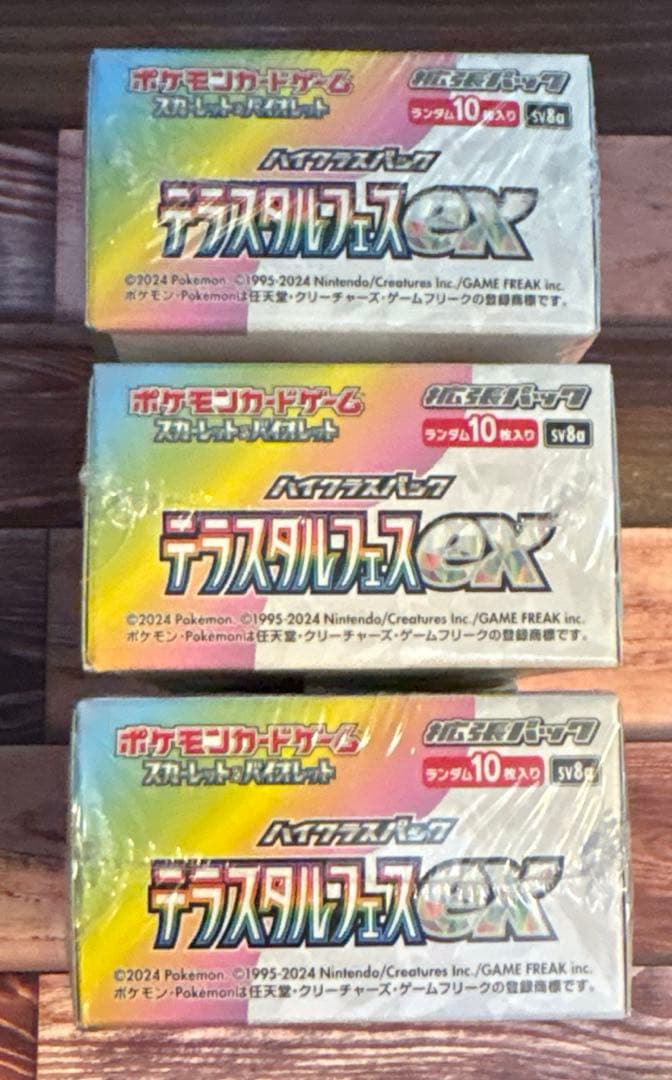 ポケモンカードゲーム 拡張パック
スカーレット&バイオレット ランダム10枚入り SV8a
ハイクラスパック
テラスタルフェスex
©2024 Pokémon. ©1995-2024 Nintendo/Creatures Inc./GAME FREAK inc.
ポケモン・Pokémonは任天堂・クリーチャーズ・ゲームフリークの登録商標です。
ポケモンカードゲーム 拡張パック
スカーレット&バイオレット ランダム10枚入り SV8a
ハイクラスパック
テラスタルフェスex
©2024 Pokémon. ©1995-2024 Nintendo/Creatures Inc./GAME FREAK inc.
ポケモン・Pokémonは任天堂・クリーチャーズ・ゲームフリークの登録商標です。
ポケモンカードゲーム 拡張パック
スカーレット&バイオレット ランダム10枚入り SV8a
ハイクラスパック
テラスタルフェスex
©2024 Pokémon. ©1995-2024 Nintendo/Creatures Inc./GAME FREAK inc.
ポケモン・Pokémonは任天堂・クリーチャーズ・ゲームフリークの登録商標です。